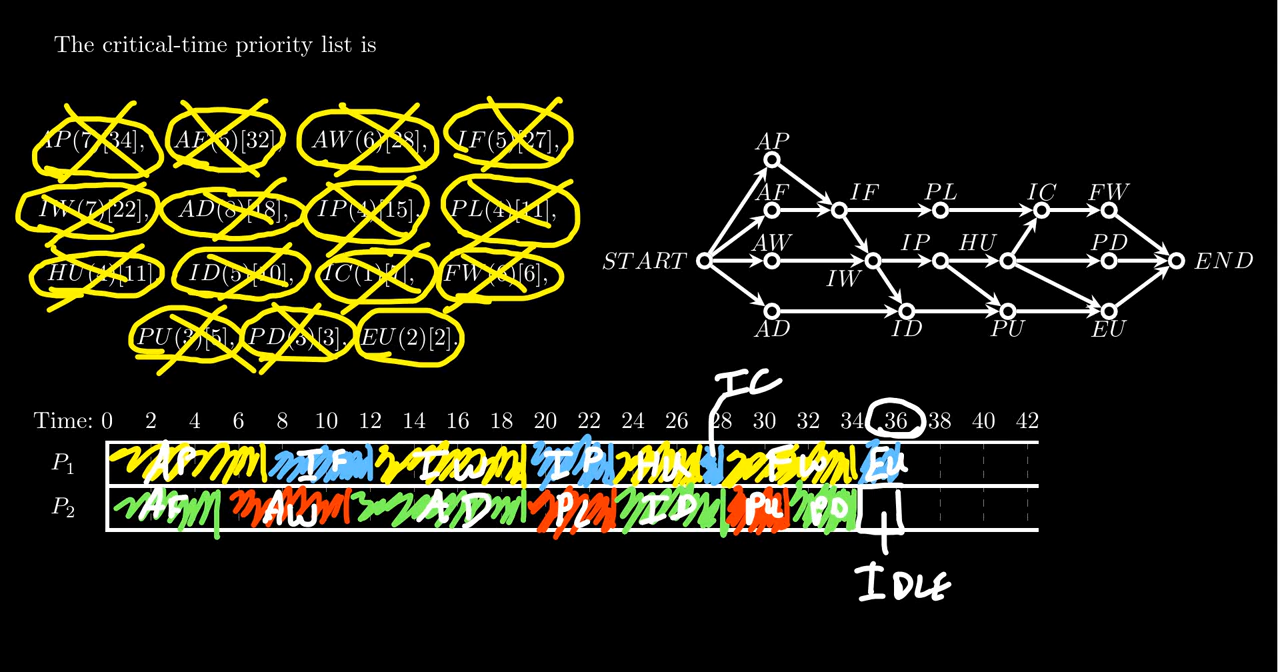 The critical-time priority list is
AP(7)[34], AF(5)[32], AW(6)[28], IF(5)[27],
IW(7)[22], AD(8)[18], IP(4)[15], PL(4)[11],
HU(4)[11], ID(5)[10], IC(1)[7], FW(6)[6],
PU(3)[5], PD(3)[3], EU(2)[2],
AP
AF IF PL IC FW
START AW IW IP HU PD END
AD ID PU EU
IC
Time: 0 2 4 6 8 10 12 14 16 18 20 22 24 26 28 30 32 34 36 38 40 42
P1 AP IF IW IP HU FW EU
P2 AF AW AD PL ID PU PD
IDLE